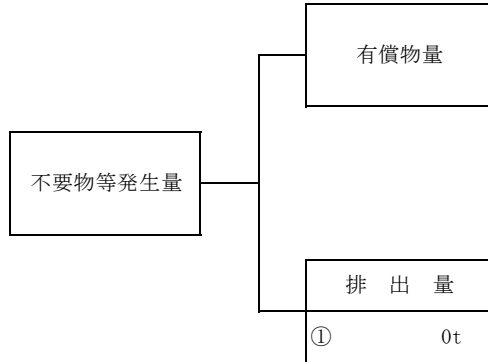 有償物量
不要物等発生量
排　出　量
①　0t